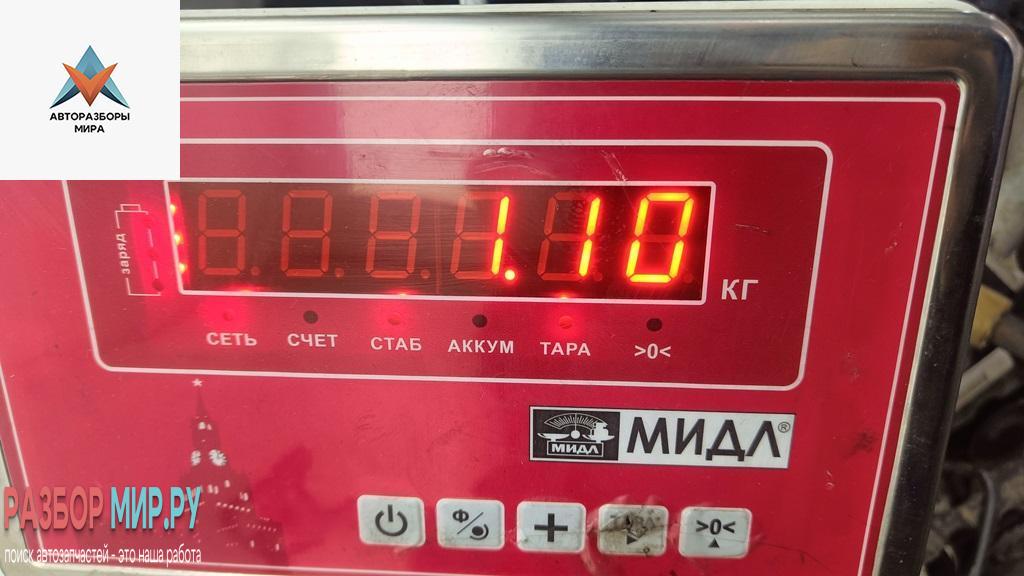 АВТОРАЗБОРЫ
МИРА
заряд
1.10
КГ
СЕТЬ СЧЕТ СТАБ АККУМ ТАРА >0<
МИДЛ МИДЛ®
Ф/ + >0<
РАЗБОР МИР.РУ
поиск автозапчастей - это наша работа